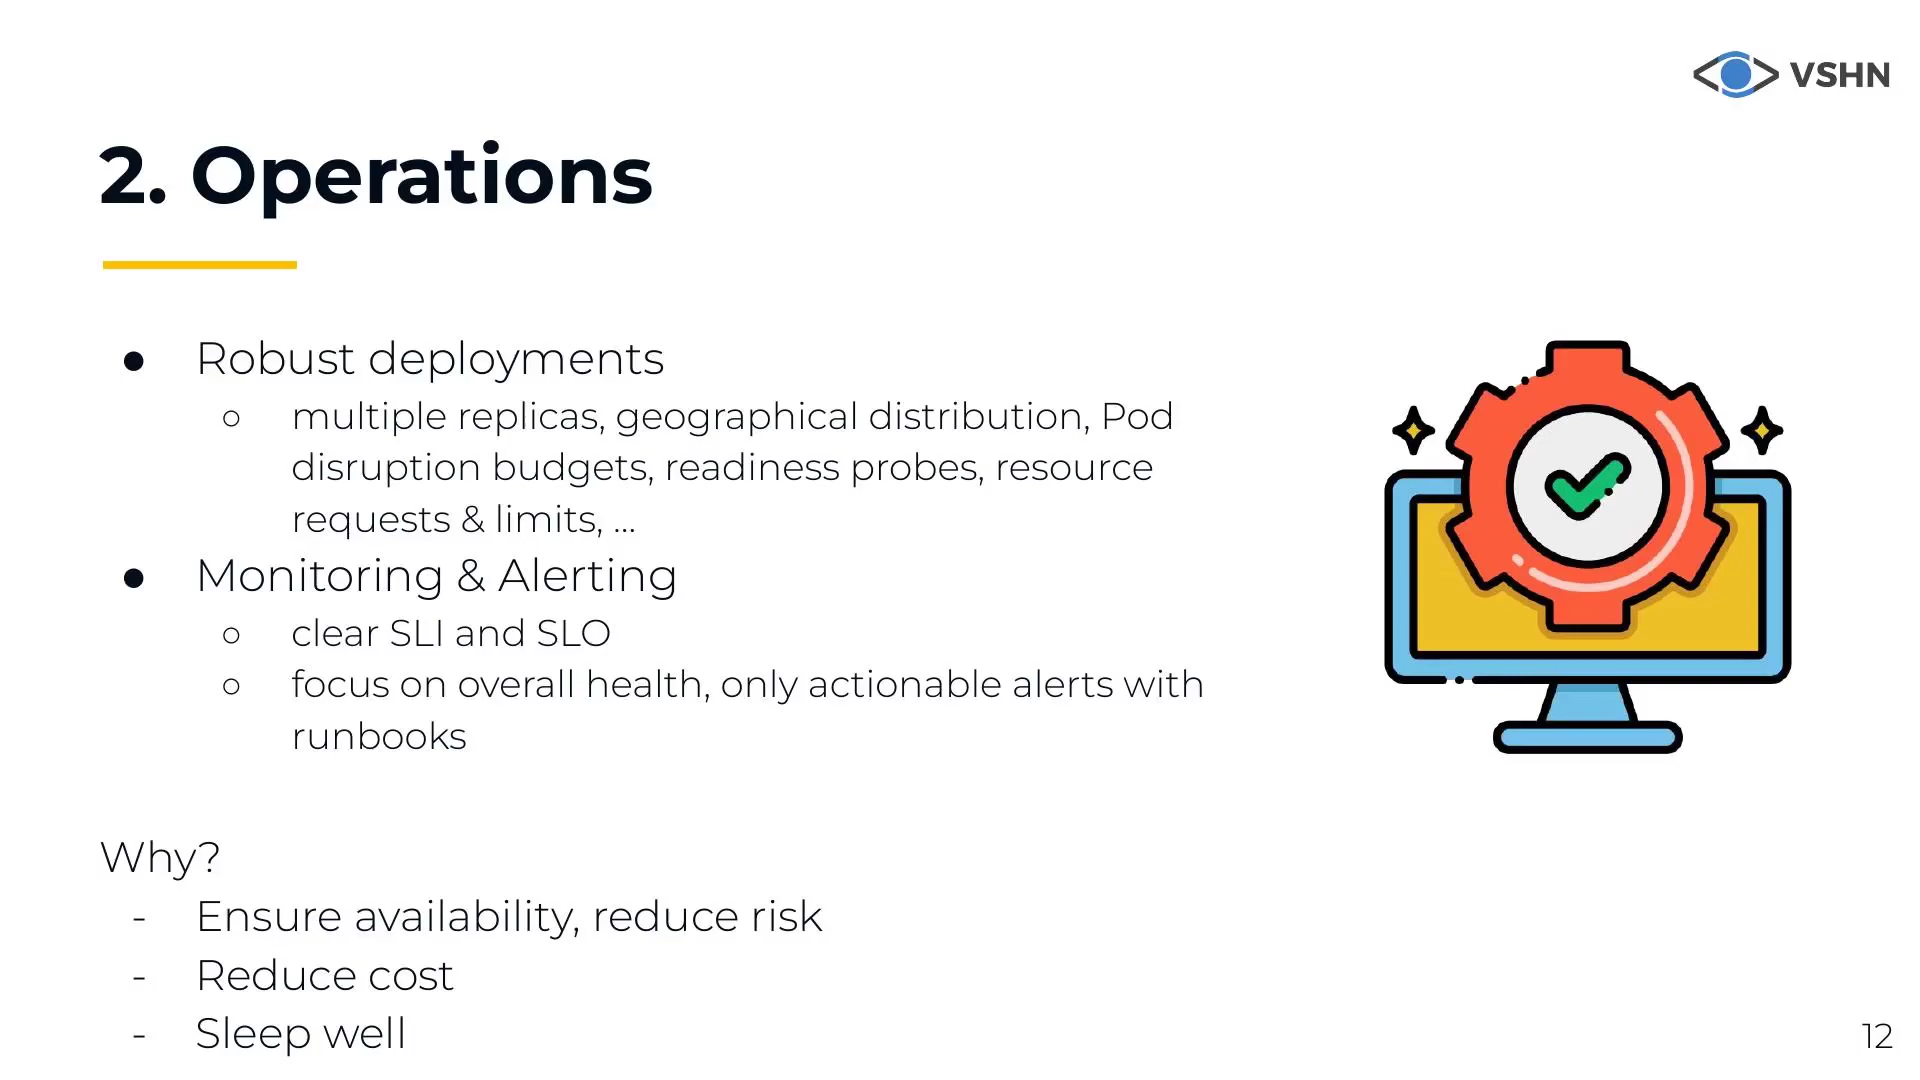 VSHN
2. Operations
● Robust deployments
○ multiple replicas, geographical distribution, Pod
disruption budgets, readiness probes, resource
requests & limits, ...
● Monitoring & Alerting
○ clear SLI and SLO
○ focus on overall health, only actionable alerts with
runbooks
Why?
- Ensure availability, reduce risk
- Reduce cost
- Sleep well
12